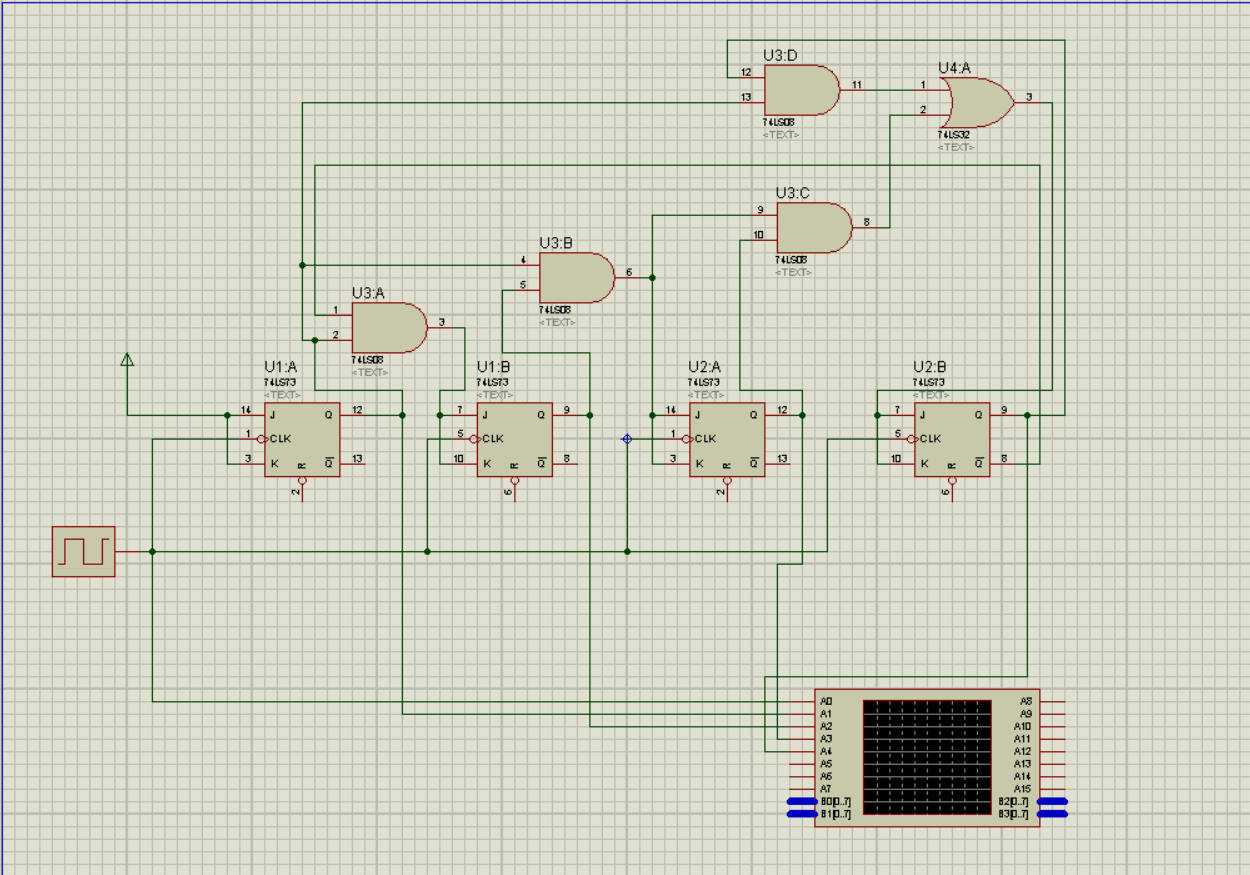 U3:D
12
13
11
74LS08
<TEXT>
U4:A
1
2
3
74LS32
<TEXT>
U3:C
9
10
8
74LS08
<TEXT>
U3:B
4
5
6
74LS08
<TEXT>
U3:A
1
2
3
74LS08
<TEXT>
U1:A
74LS73
<TEXT>
14 J Q 12
1 CLK
3 K R Q 13
2
U1:B
74LS73
<TEXT>
7 J Q 9
5 CLK
10 K R Q 8
6
U2:A
74LS73
<TEXT>
14 J Q 12
1 CLK
3 K R Q 13
2
U2:B
74LS73
<TEXT>
7 J Q 9
5 CLK
10 K R Q 8
6
A0 A8
A1 A9
A2 A10
A3 A11
A4 A12
A5 A13
A6 A14
A7 A15
B0[0..7] B2[0..7]
B1[0..7] B3[0..7]